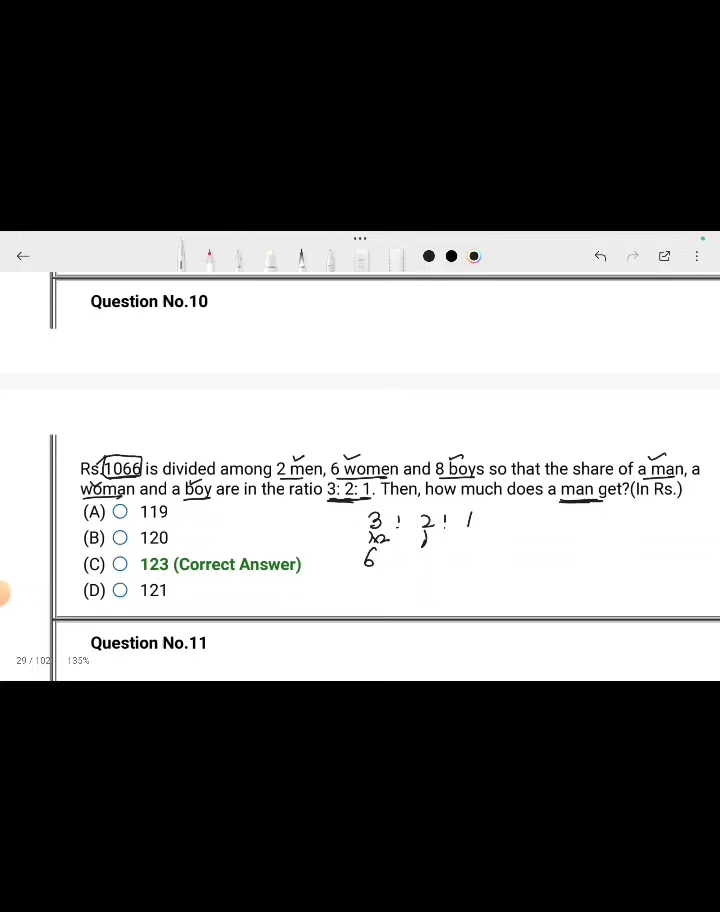 Question No.10
Rs.1066 is divided among 2 men, 6 women and 8 boys so that the share of a man, a
woman and a boy are in the ratio 3: 2: 1. Then, how much does a man get?(In Rs.)
(A) 119
(B) 120
(C) 123 (Correct Answer)
(D) 121
3 : 2 : 1
x2
6
Question No.11
29 / 102 135%